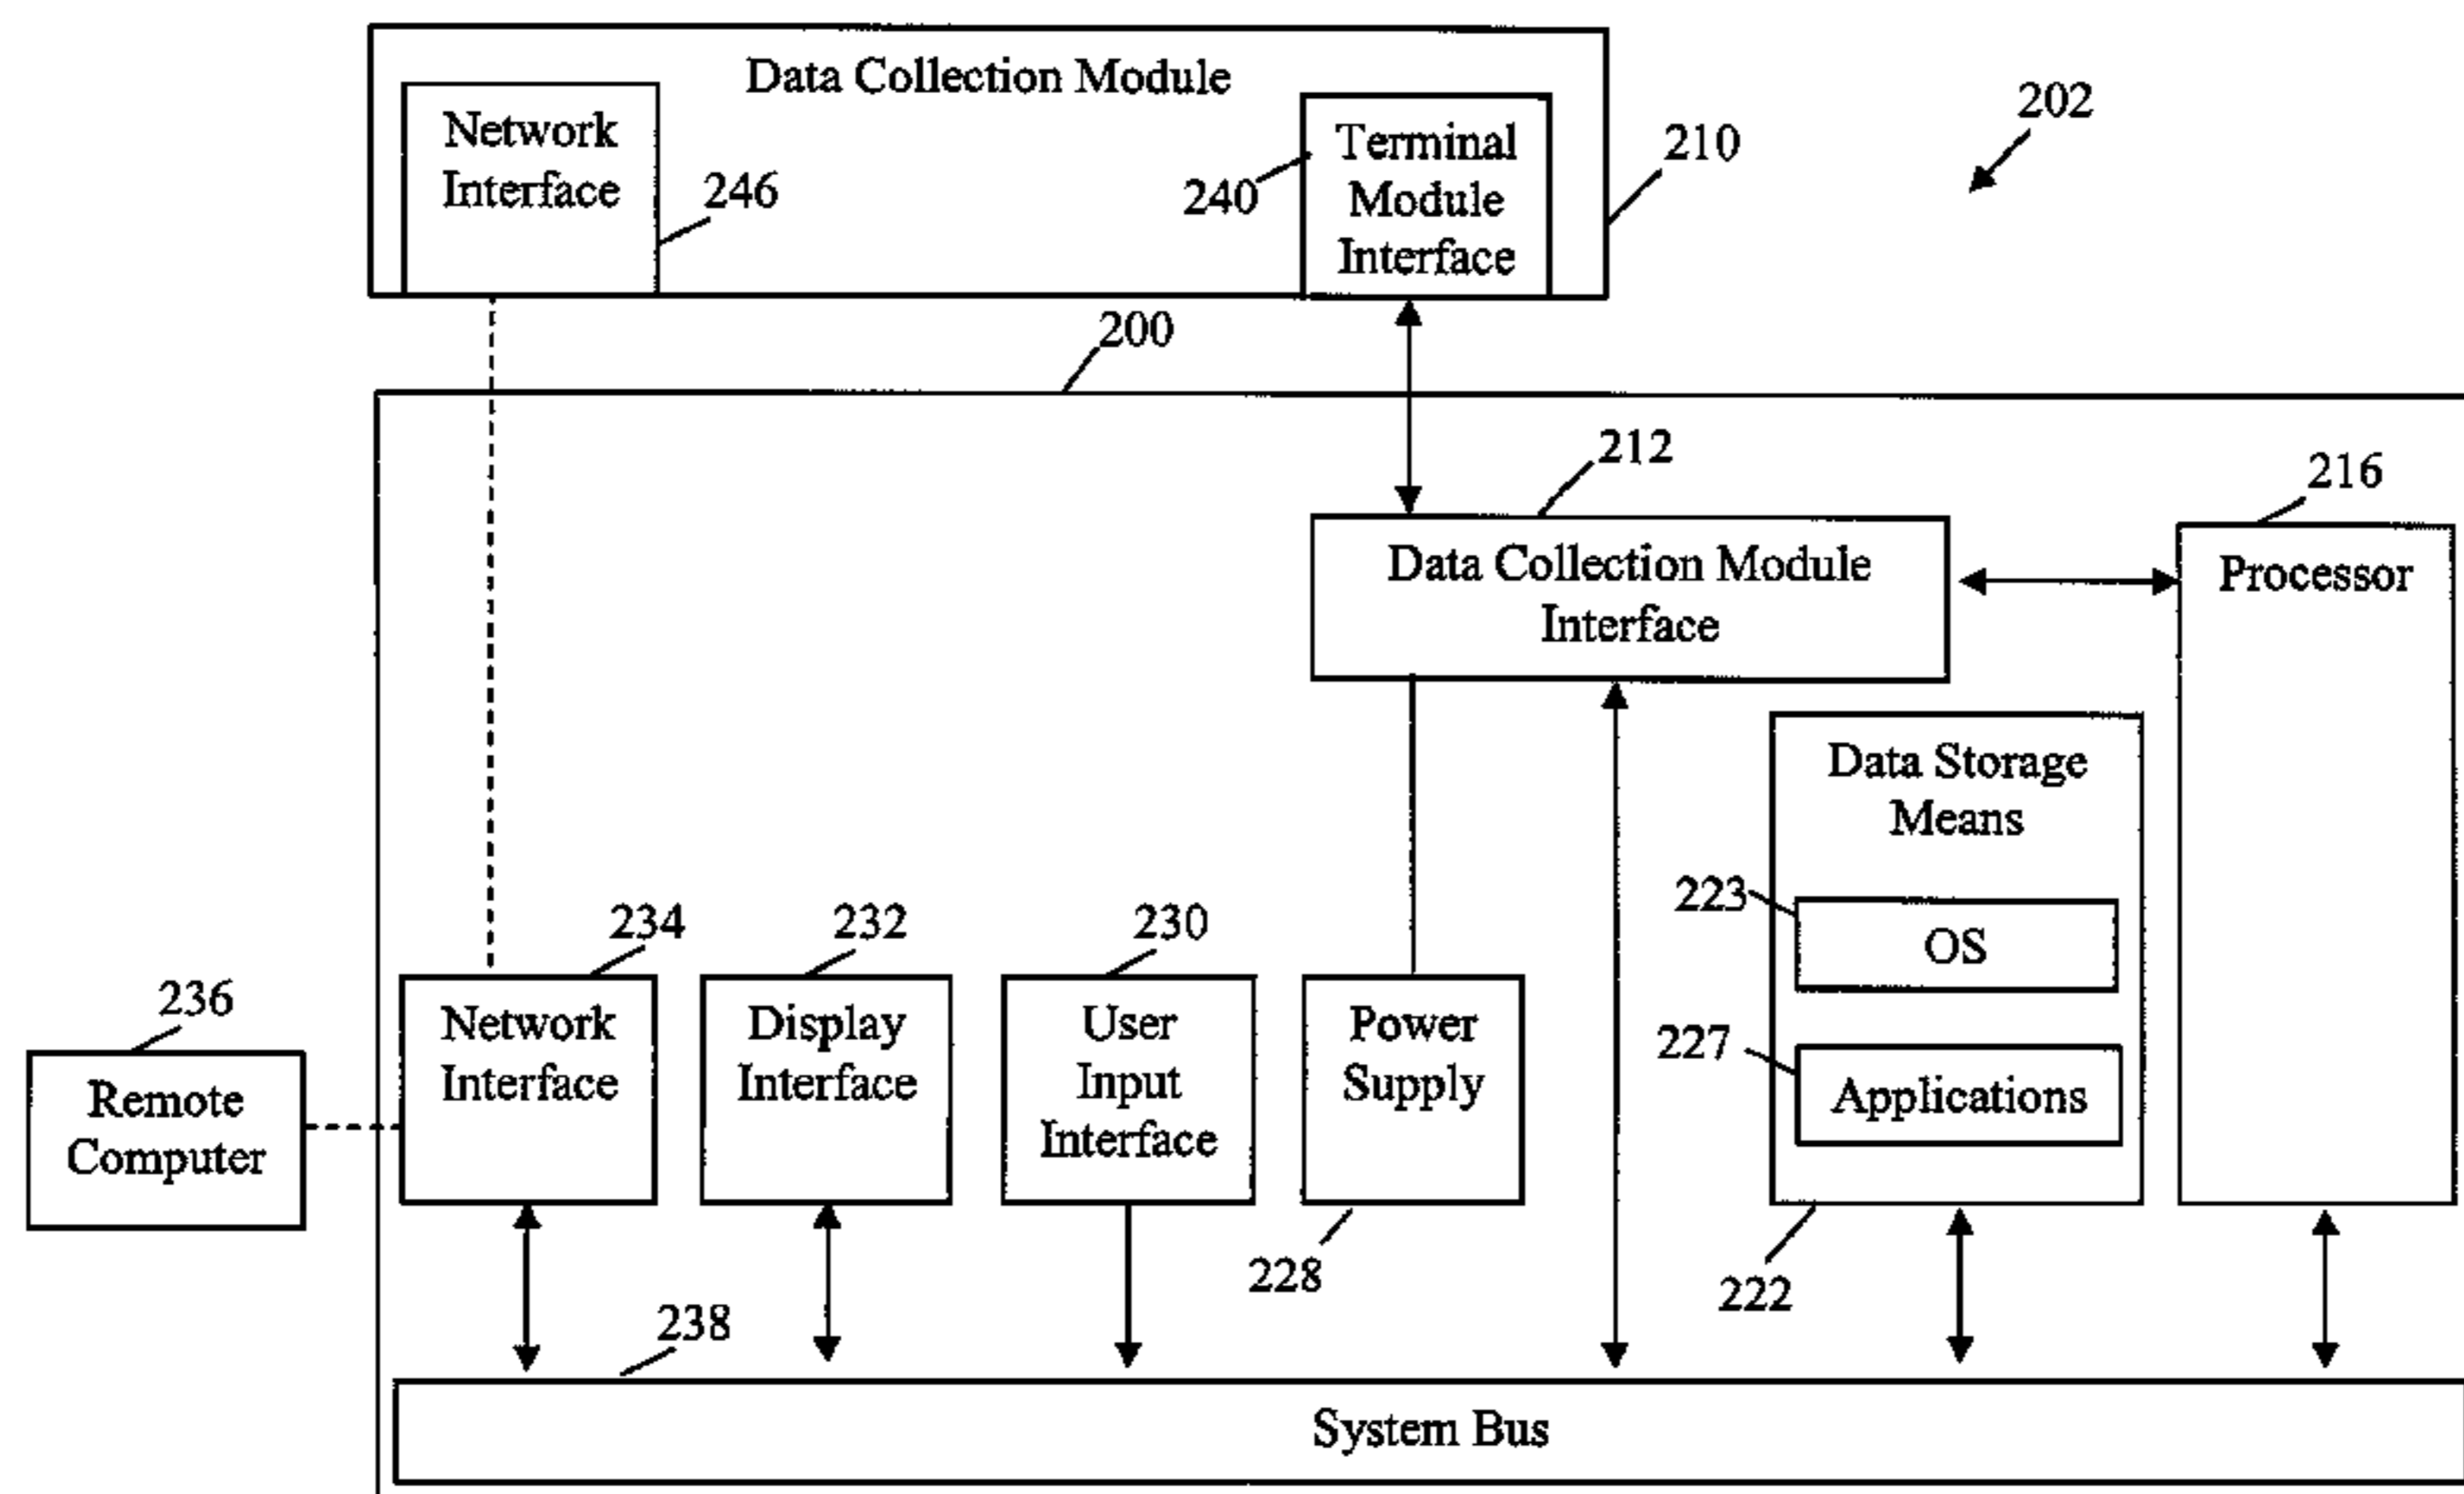 Data Collection Module
202
Network
Interface
246
240
Terminal
Module
Interface
210
200
212
216
Data Collection Module
Interface
Processor
Data Storage
Means
223
OS
227
Applications
222
234
232
230
236
Network
Interface
Display
Interface
User
Input
Interface
Power
Supply
228
Remote
Computer
238
System Bus